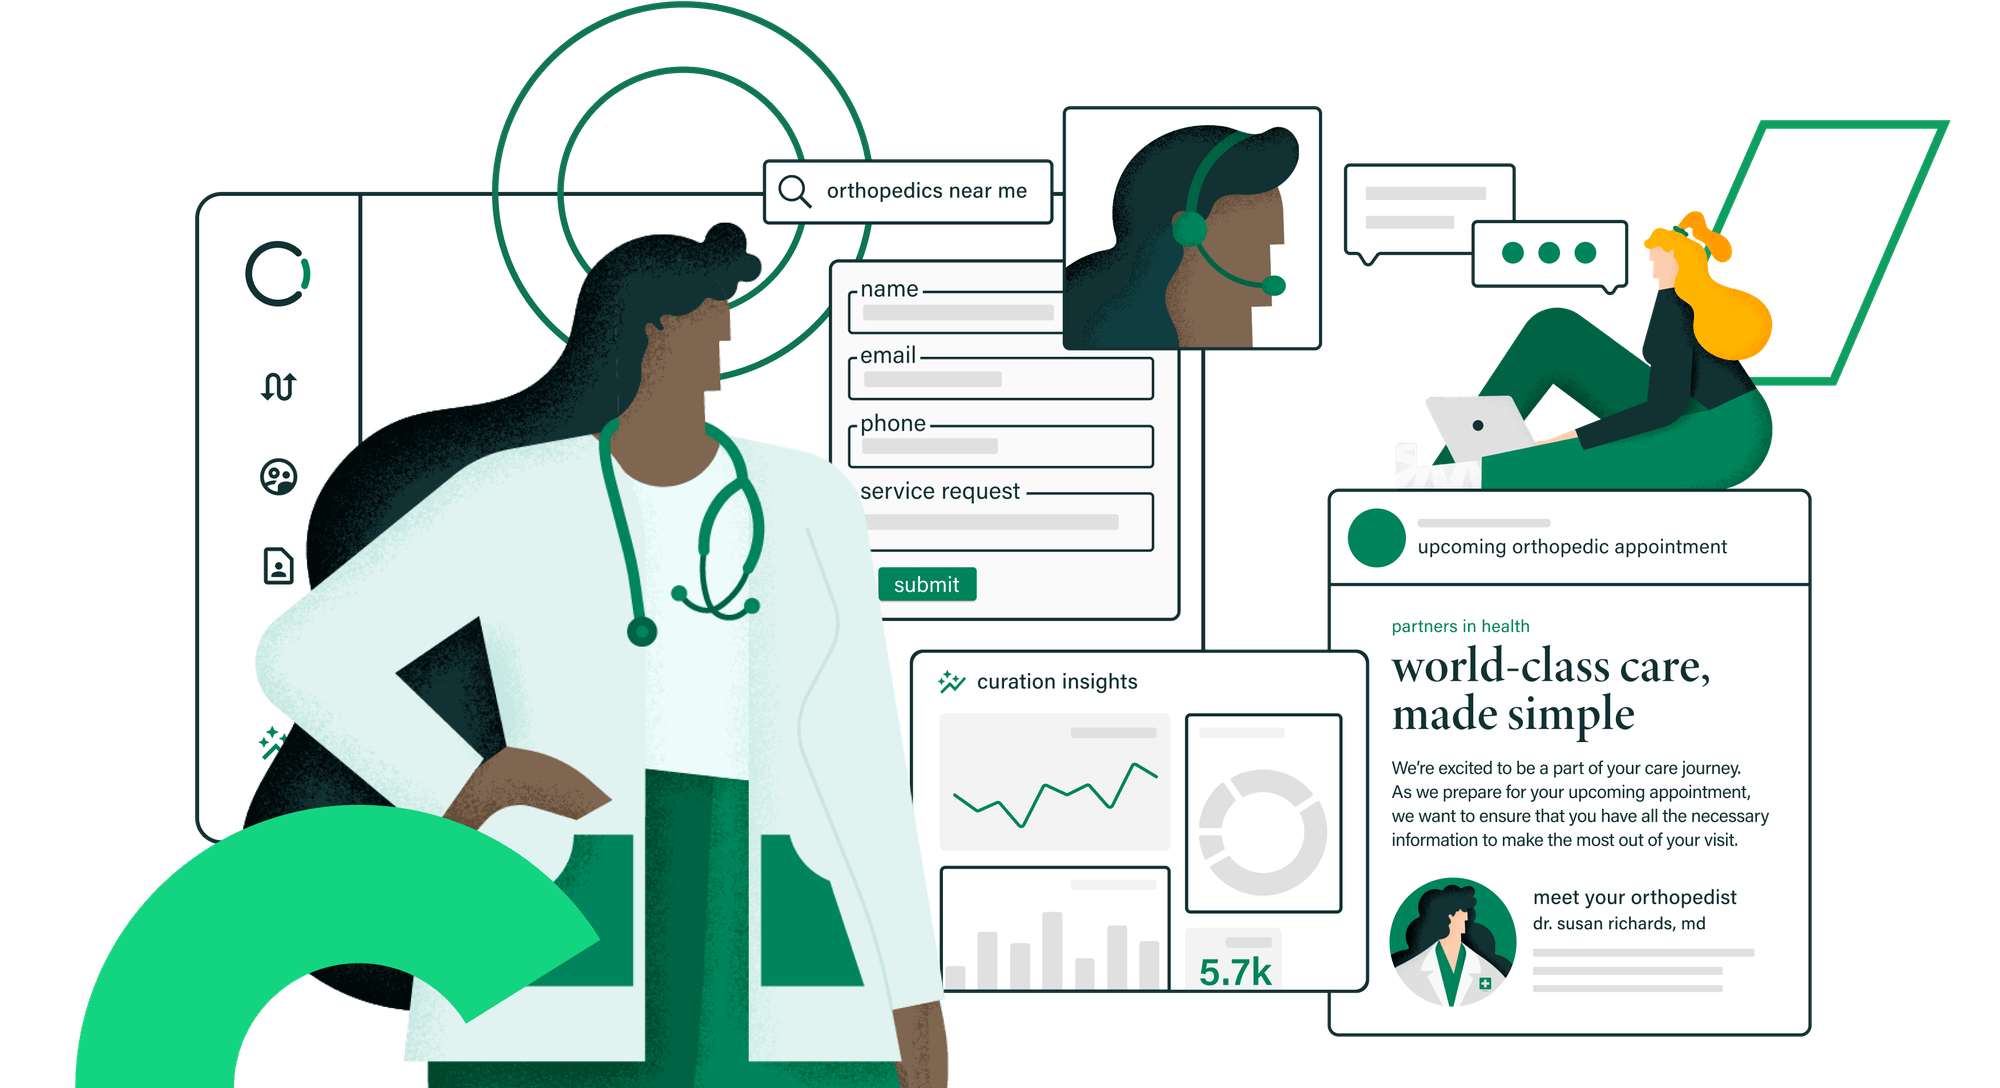 orthopedics near me
name
email
phone
service request
submit
curation insights
5.7k
upcoming orthopedic appointment
partners in health
world-class care,
made simple
We're excited to be a part of your care journey.
As we prepare for your upcoming appointment,
we want to ensure that you have all the necessary
information to make the most out of your visit.
meet your orthopedist
dr. susan richards, md